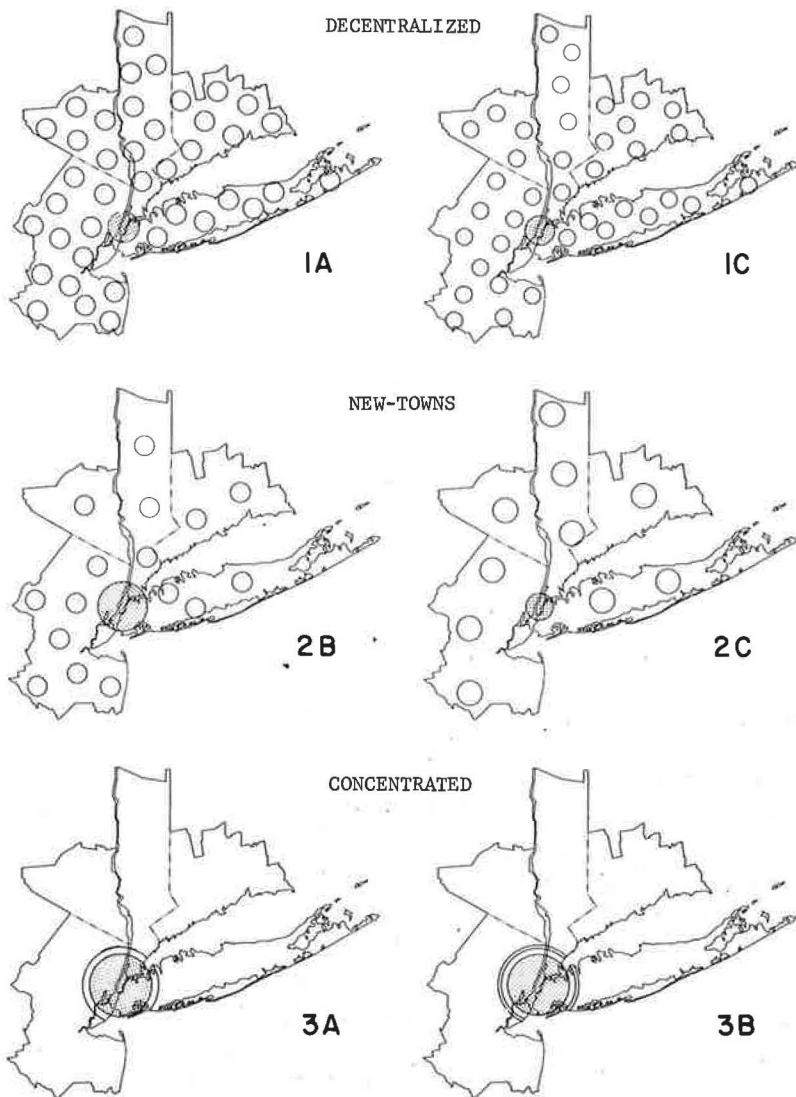 DECENTRALIZED
1A
1C
NEW-TOWNS
2B
2C
CONCENTRATED
3A
3B